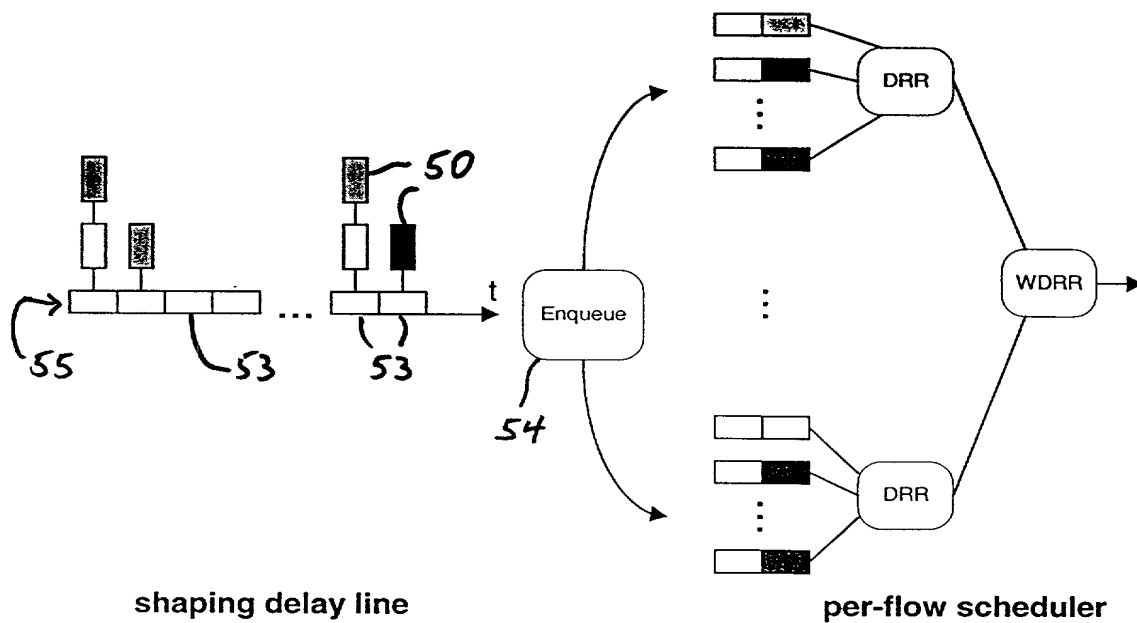 DRR
50
t
Enqueue
WDRR
55
53
53
54
DRR
shaping delay line
per-flow scheduler